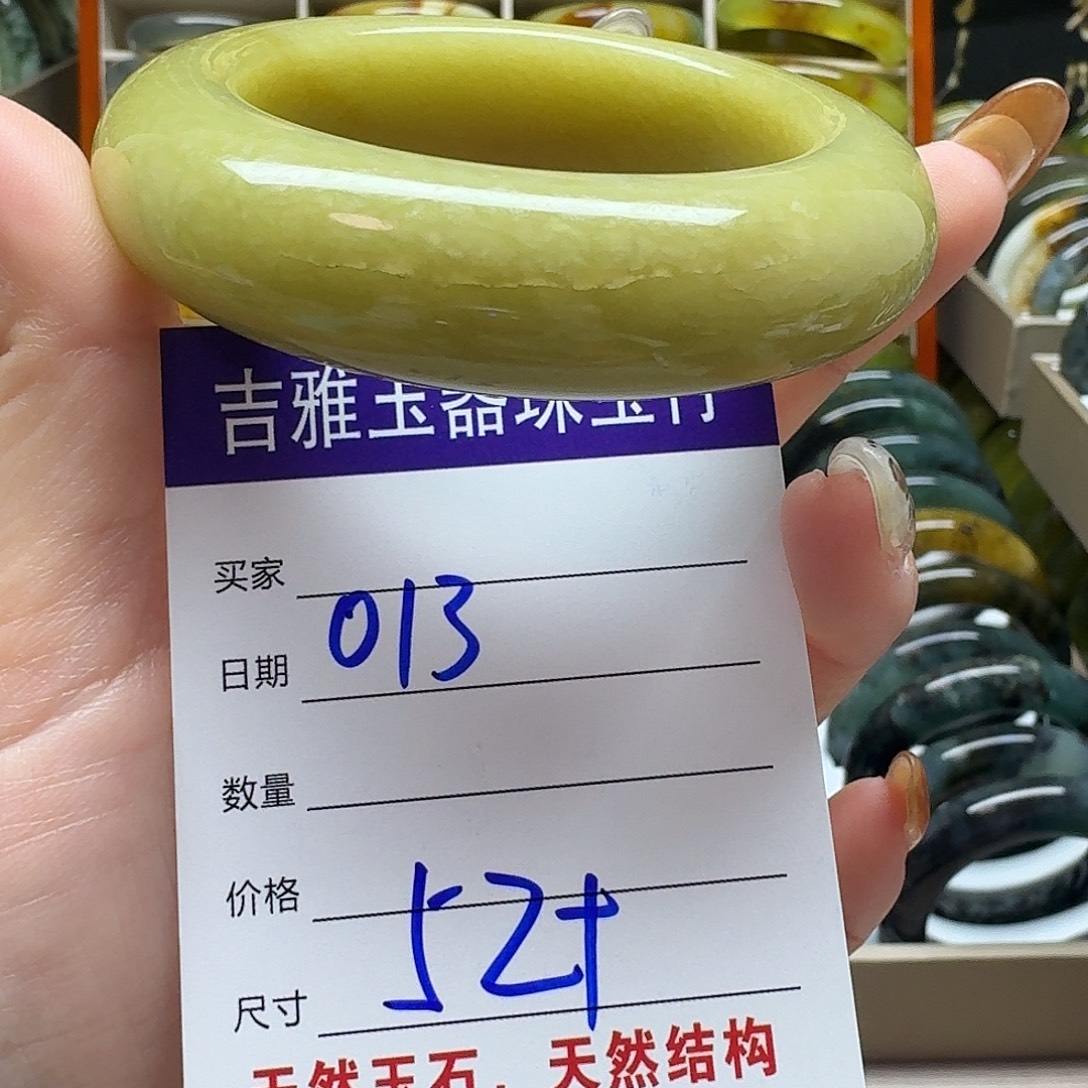 吉雅玉器珠宝行
买家
013
日期
数量
价格
52+
尺寸
天然玉石，天然结构